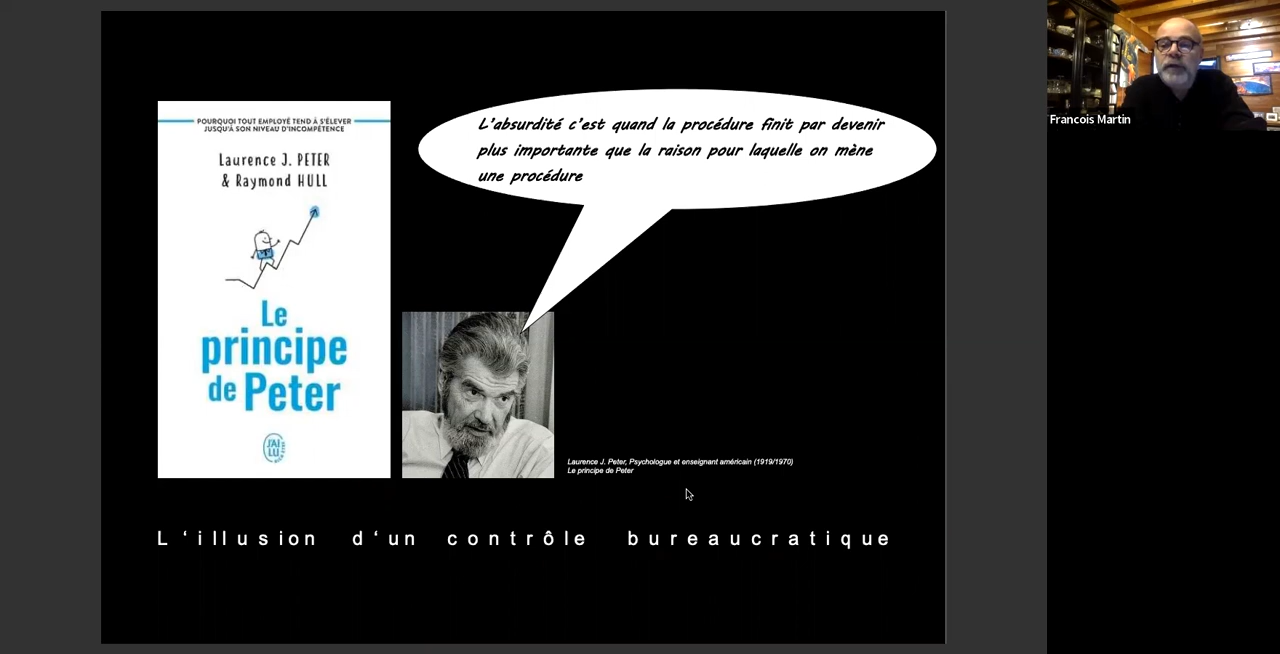 POURQUOI TOUT EMPLOYÉ TEND À S'ÉLEVER
JUSQU'À SON NIVEAU D'INCOMPÉTENCE
Laurence J. PETER
& Raymond HULL
Le
principe
de Peter
J'AI
LU
BIEN-ÊTRE
L'absurdité c'est quand la procédure finit par devenir
plus importante que la raison pour laquelle on mène
une procédure
Laurence J. Peter, Psychologue et enseignant américain (1919/1970)
Le principe de Peter
L'illusion d'un contrôle bureaucratique
Francois Martin